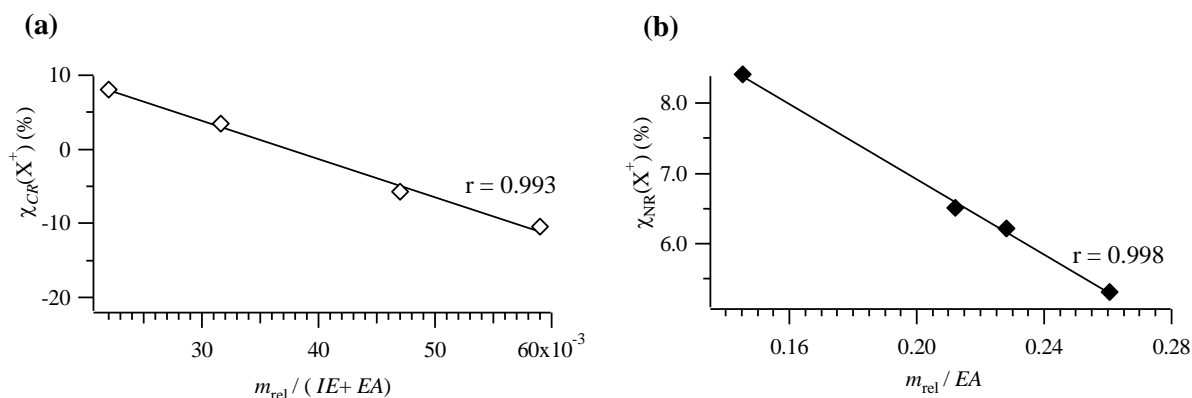 (a)
10
0
-10
-20
χCR(X+) (%)
r = 0.993
30
40
50
60x10-3
mrel / ( IE+ EA)
(b)
8.0
7.0
6.0
χNR(X+) (%)
r = 0.998
0.16
0.20
0.24
0.28
mrel / EA